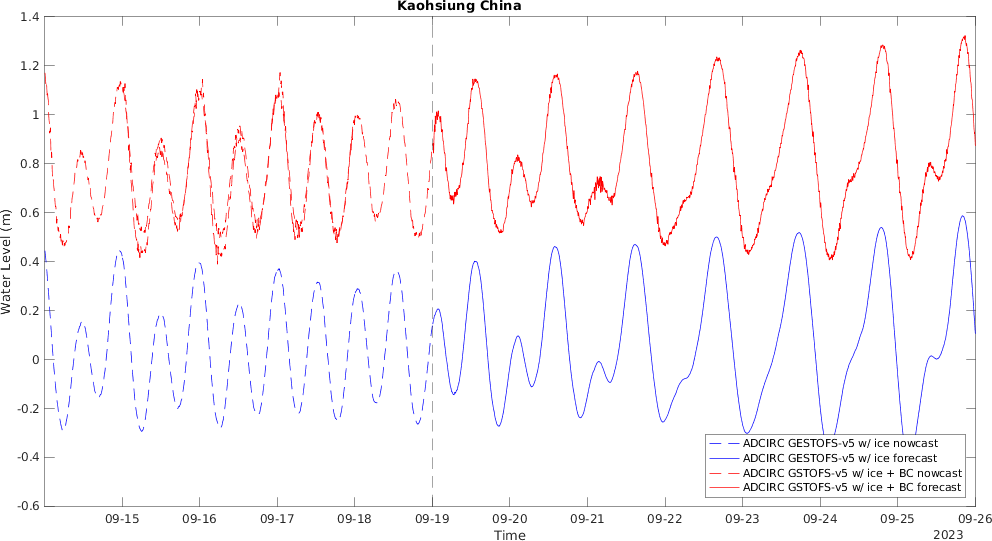 Kaohsiung China
1.4
1.2
1
0.8
0.6
0.4
0.2
0
-0.2
-0.4
-0.6
Water Level (m)
ADCIRC GESTOFS-v5 w/ ice nowcast
ADCIRC GESTOFS-v5 w/ ice forecast
ADCIRC GSTOFS-v5 w/ ice + BC nowcast
ADCIRC GSTOFS-v5 w/ ice + BC forecast
09-15 09-16 09-17 09-18 09-19 09-20 09-21 09-22 09-23 09-24 09-25 09-26
Time
2023